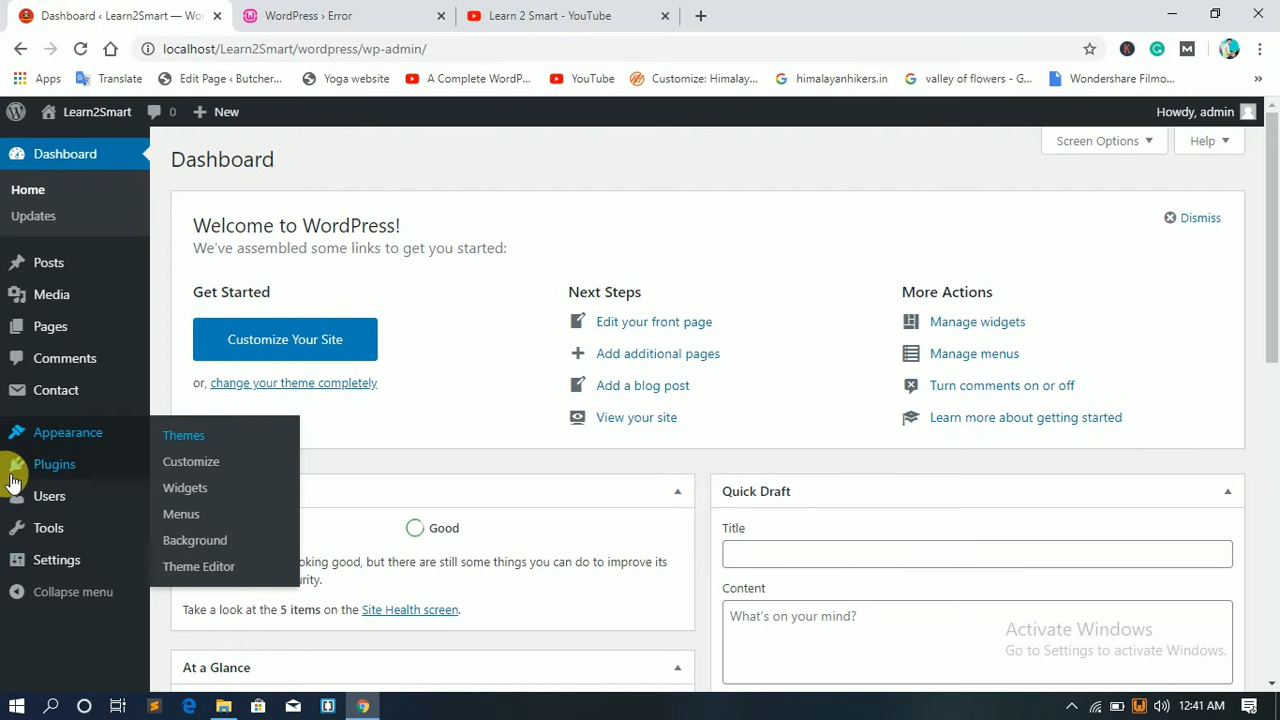 Dashboard ‹ Learn2Smart — Wor
WordPress › Error
Learn 2 Smart - YouTube
localhost/Learn2Smart/wordpress/wp-admin/
K
M
Apps
Translate
Edit Page ‹ Butcher...
Yoga website
A Complete WordP...
YouTube
Customize: Himalay...
himalayanhikers.in
valley of flowers - G...
Wondershare Filmo...
»
Learn2Smart
0
New
Howdy, admin
Dashboard
Home
Updates
Posts
Media
Pages
Comments
Contact
Appearance
Plugins
Users
Tools
Settings
Collapse menu
Themes
Customize
Widgets
Menus
Background
Theme Editor
Screen Options
Help
Dashboard
Welcome to WordPress!
We've assembled some links to get you started:
Dismiss
Get Started
Customize Your Site
or, change your theme completely
Next Steps
Edit your front page
Add additional pages
Add a blog post
View your site
More Actions
Manage widgets
Manage menus
Turn comments on or off
Learn more about getting started
Good
oking good, but there are still some things you can do to improve its
urity.
Take a look at the 5 items on the Site Health screen.
At a Glance
Quick Draft
Title
Content
What's on your mind?
Activate Windows
Go to Settings to activate Windows.
12:41 AM